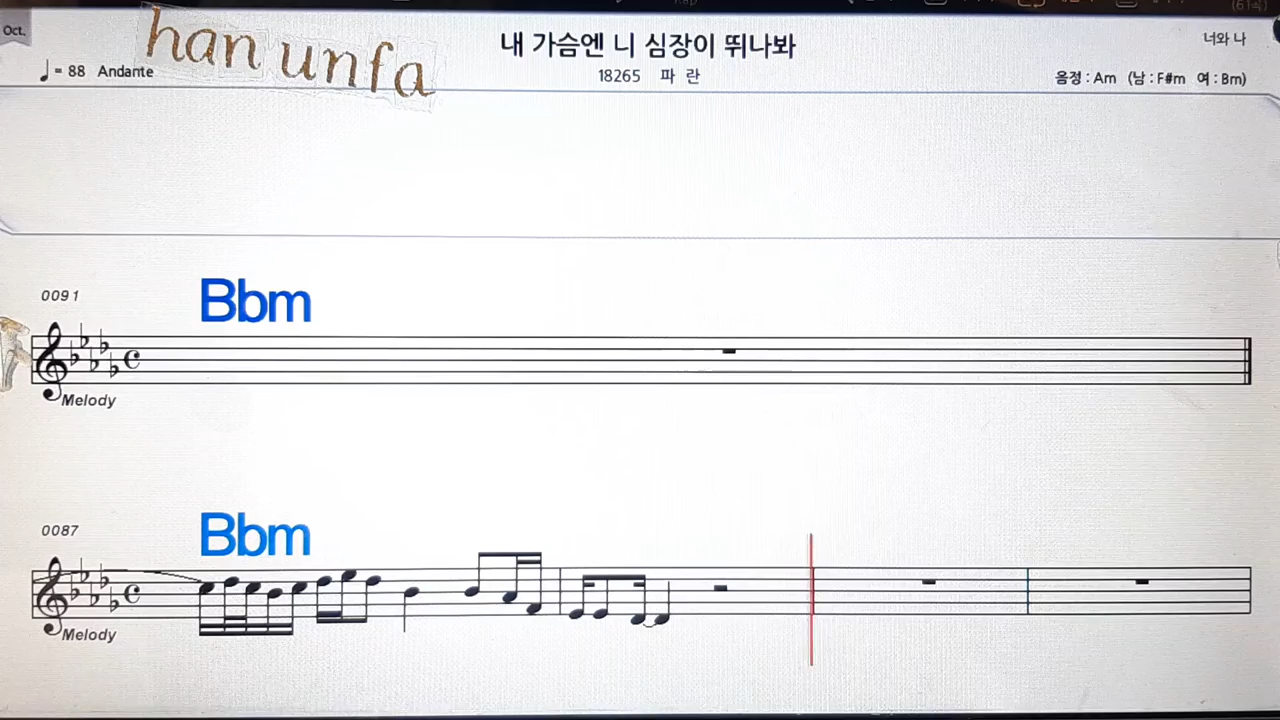 Oct.
han unfa
내 가슴엔 니 심장이 뛰나봐
너와 나
♩= 88 Andante
18265 파 란
음정 : Am (남 : F#m 여 : Bm)
0091
Bbm
Melody
0087
Bbm
Melody